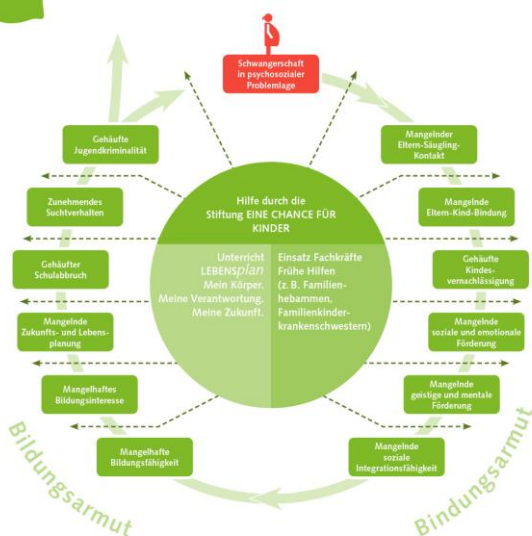 Schwangerschaft
in psychosozialer
Problemlage
Mangelnder
Eltern-Säugling-
Kontakt
Mangelnde
Eltern-Kind-Bindung
Gehäufte
Kindes-
vernachlässigung
Mangelnde
soziale und emotionale
Förderung
Mangelnde
geistige und mentale
Förderung
Mangelnde
soziale
Integrationsfähigkeit
Mangelhafte
Bildungsfähigkeit
Mangelhaftes
Bildungsinteresse
Mangelnde
Zukunfts- und Lebens-
planung
Gehäufter
Schulabbruch
Zunehmendes
Suchtverhalten
Gehäufte
Jugendkriminalität
Hilfe durch die
Stiftung EINE CHANCE FÜR
KINDER
Unterricht
LEBENSplan
Mein Körper.
Meine Verantwortung.
Meine Zukunft.
Einsatz Fachkräfte
Frühe Hilfen
(z. B. Familien-
hebammen,
Familienkinder-
krankenschwestern)
Bildungsarmut
Bindungsarmut